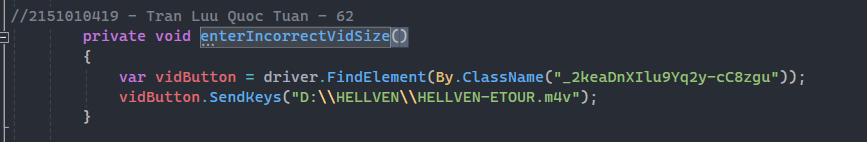 //2151010419 - Tran Luu Quoc Tuan - 62
private void enterIncorrectVidSize()
{
var vidButton = driver.FindElement(By.ClassName("_2keaDnXIlu9Yq2y-cC8zgu"));
vidButton.SendKeys("D:\\HELLVEN\\HELLVEN-ETOUR.m4v");
}